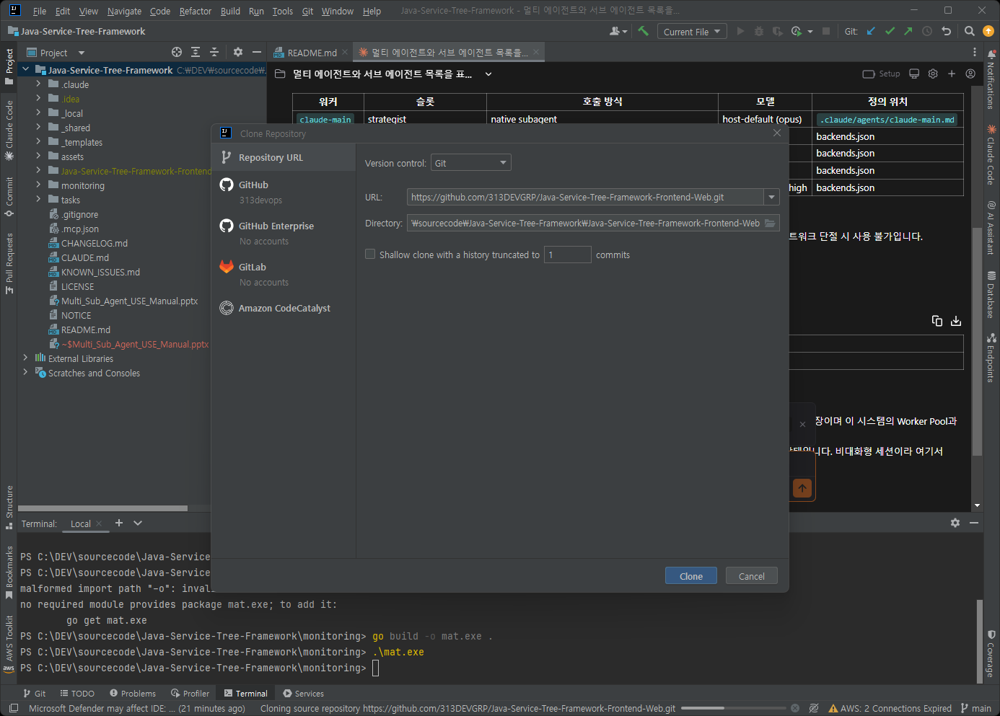 File Edit View Navigate Code Refactor Build Run Tools Git Window Help Java-Service-Tree-Framework - 멀티 에이전트와 서브 에이전트 목록을...
Java-Service-Tree-Framework Current File Git:
Project README.md 멀티 에이전트와 서브 에이전트 목록을 표...
Java-Service-Tree-Framework C:₩DEV₩sourcecode₩
.claude
.idea
_local
_shared
_templates
assets
Java-Service-Tree-Framework-Frontend
monitoring
tasks
.gitignore
.mcp.json
CHANGELOG.md
CLAUDE.md
KNOWN_ISSUES.md
LICENSE
Multi_Sub_Agent_USE_Manual.pptx
NOTICE
README.md
~$Multi_Sub_Agent_USE_Manual.pptx
External Libraries
Scratches and Consoles
Project
Claude Code
Commit
Pull Requests
Structure
Bookmarks
AWS Toolkit
aws
멀티 에이전트와 서브 에이전트 목록을 표... Setup
워커 슬롯 호출 방식 모델 정의 위치
claude-main strategist native subagent host-default (opus) .claude/agents/claude-main.md
backends.json
backends.json
backends.json
high backends.json
트워크 단절 시 사용 불가입니다.
장이며 이 시스템의 Worker Pool과
니다. 비대화형 세션이라 여기서
Clone Repository
Repository URL
GitHub
313devops
GitHub Enterprise
No accounts
GitLab
No accounts
Amazon CodeCatalyst
Version control: Git
URL: https://github.com/313DEVGRP/Java-Service-Tree-Framework-Frontend-Web.git
Directory: ₩sourcecode₩Java-Service-Tree-Framework₩Java-Service-Tree-Framework-Frontend-Web
Shallow clone with a history truncated to 1 commits
Clone Cancel
Notifications
Claude Code
AI Assistant
Database
Endpoints
Coverage
Terminal: Local
PS C:\DEV\sourcecode\Java-Service
PS C:\DEV\sourcecode\Java-Service
malformed import path "-o": inval
no required module provides package mat.exe; to add it:
go get mat.exe
PS C:\DEV\sourcecode\Java-Service-Tree-Framework\monitoring> go build -o mat.exe .
PS C:\DEV\sourcecode\Java-Service-Tree-Framework\monitoring> .\mat.exe
PS C:\DEV\sourcecode\Java-Service-Tree-Framework\monitoring>
Git TODO Problems Profiler Terminal Services
Microsoft Defender may affect IDE: ... (21 minutes ago) Cloning source repository https://github.com/313DEVGRP/Java-Service-Tree-Framework-Frontend-Web.git AWS: 2 Connections Expired main